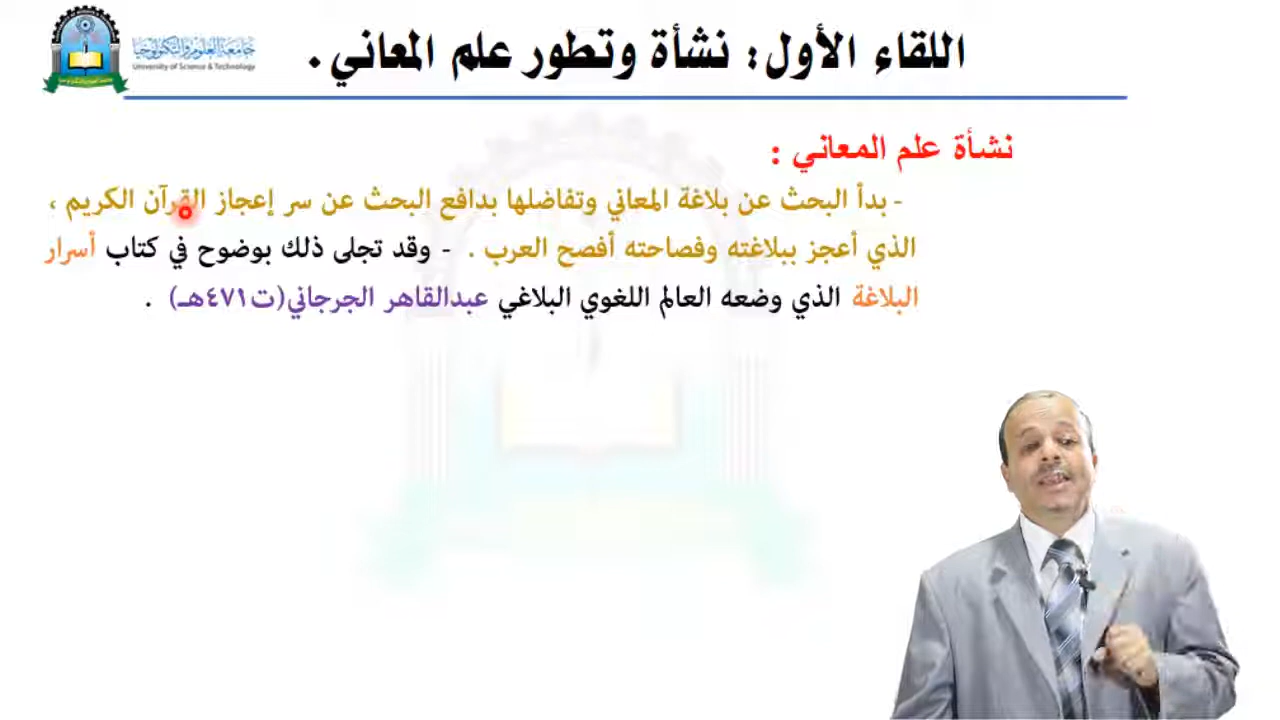 جامعة العلوم والتكنولوجيا
University of Science & Technology
اللقاء الأول: نشأة وتطور علم المعاني .
نشأة علم المعاني :
- بدأ البحث عن بلاغة المعاني وتفاضلها بدافع البحث عن سر إعجاز القرآن الكريم ،
الذي أعجز ببلاغته وفصاحته أفصح العرب . - وقد تجلى ذلك بوضوح في كتاب أسرار
البلاغة الذي وضعه العالم اللغوي البلاغي عبدالقاهر الجرجاني(ت٤٧١هـ) .